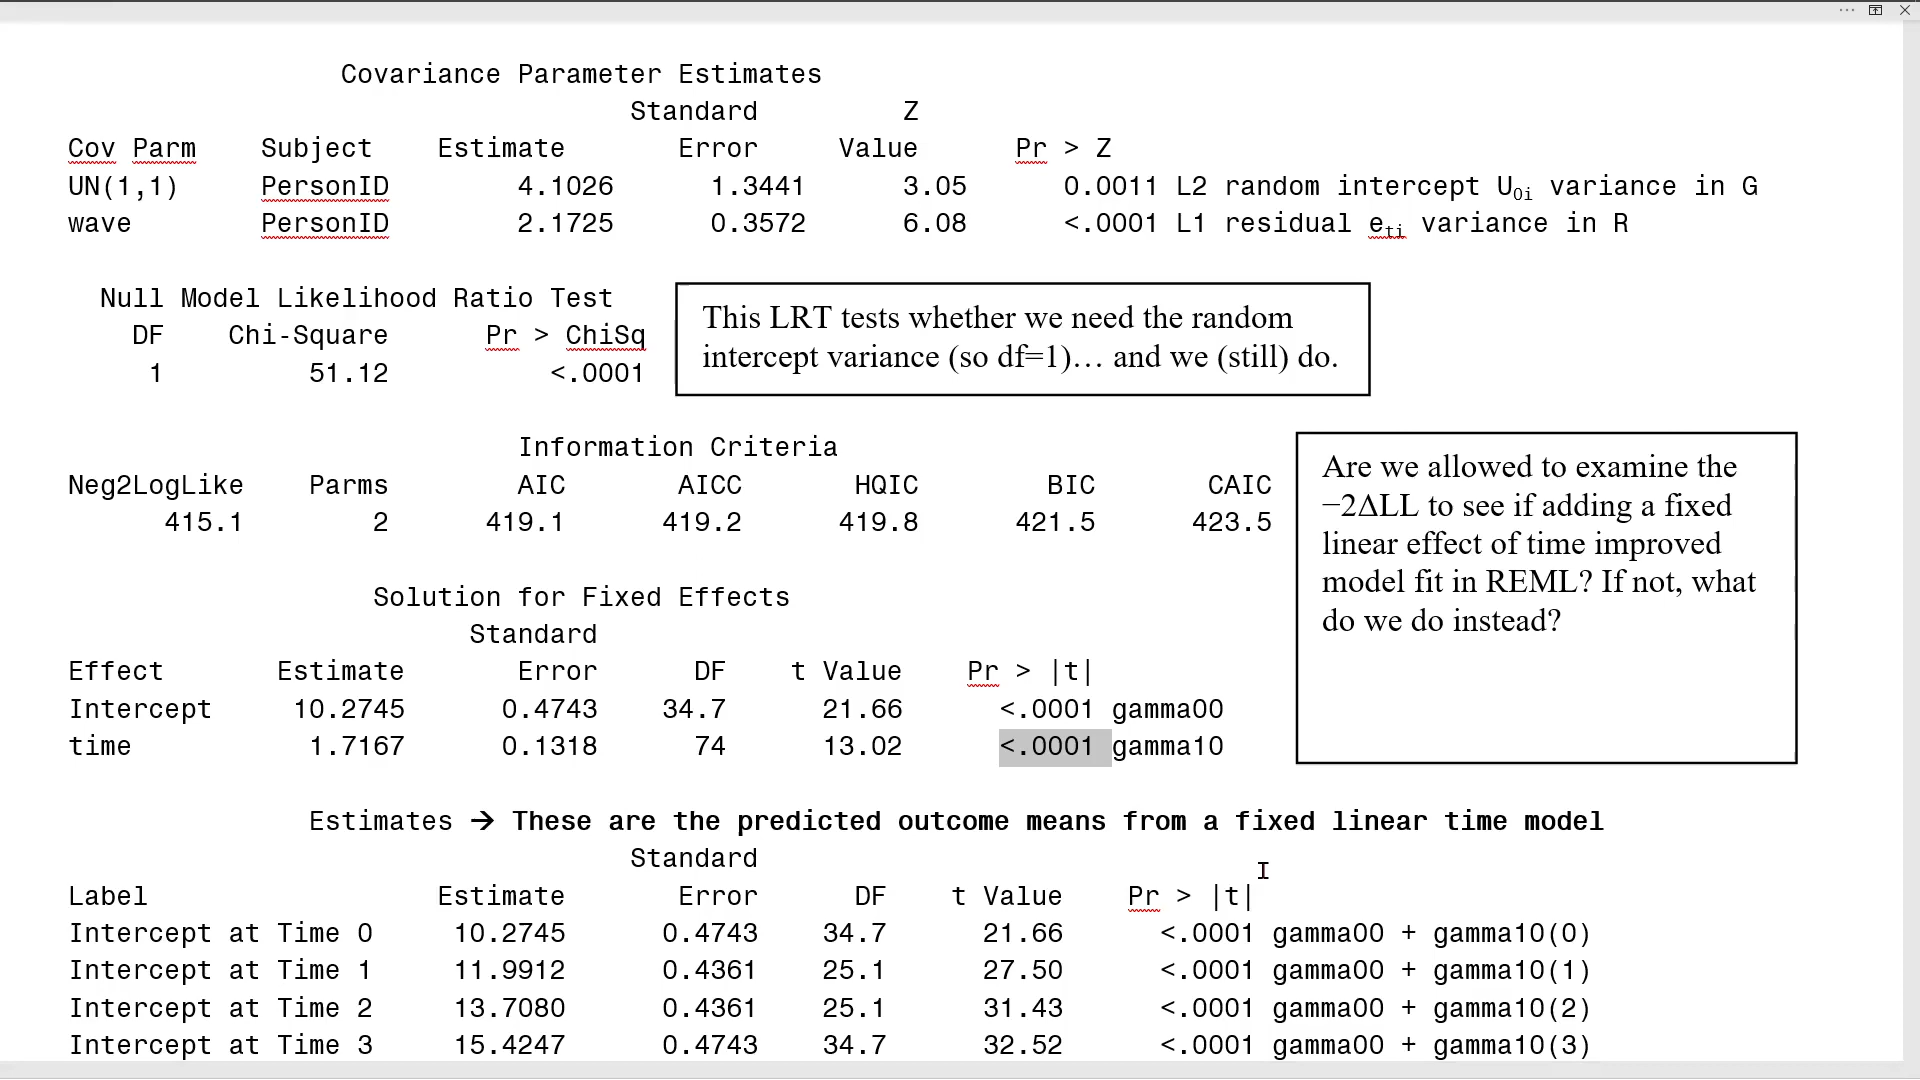 Covariance Parameter Estimates
Standard Z
Cov Parm Subject Estimate Error Value Pr > Z
UN(1,1) PersonID 4.1026 1.3441 3.05 0.0011 L2 random intercept U0i variance in G
wave PersonID 2.1725 0.3572 6.08 <.0001 L1 residual eti variance in R
Null Model Likelihood Ratio Test
DF Chi-Square Pr > ChiSq
1 51.12 <.0001
This LRT tests whether we need the random
intercept variance (so df=1)… and we (still) do.
Information Criteria
Neg2LogLike Parms AIC AICC HQIC BIC CAIC
415.1 2 419.1 419.2 419.8 421.5 423.5
Are we allowed to examine the
−2ΔLL to see if adding a fixed
linear effect of time improved
model fit in REML? If not, what
do we do instead?
Solution for Fixed Effects
Standard
Effect Estimate Error DF t Value Pr > |t|
Intercept 10.2745 0.4743 34.7 21.66 <.0001 gamma00
time 1.7167 0.1318 74 13.02 <.0001 gamma10
Estimates → These are the predicted outcome means from a fixed linear time model
Standard
Label Estimate Error DF t Value Pr > |t|
Intercept at Time 0 10.2745 0.4743 34.7 21.66 <.0001 gamma00 + gamma10(0)
Intercept at Time 1 11.9912 0.4361 25.1 27.50 <.0001 gamma00 + gamma10(1)
Intercept at Time 2 13.7080 0.4361 25.1 31.43 <.0001 gamma00 + gamma10(2)
Intercept at Time 3 15.4247 0.4743 34.7 32.52 <.0001 gamma00 + gamma10(3)